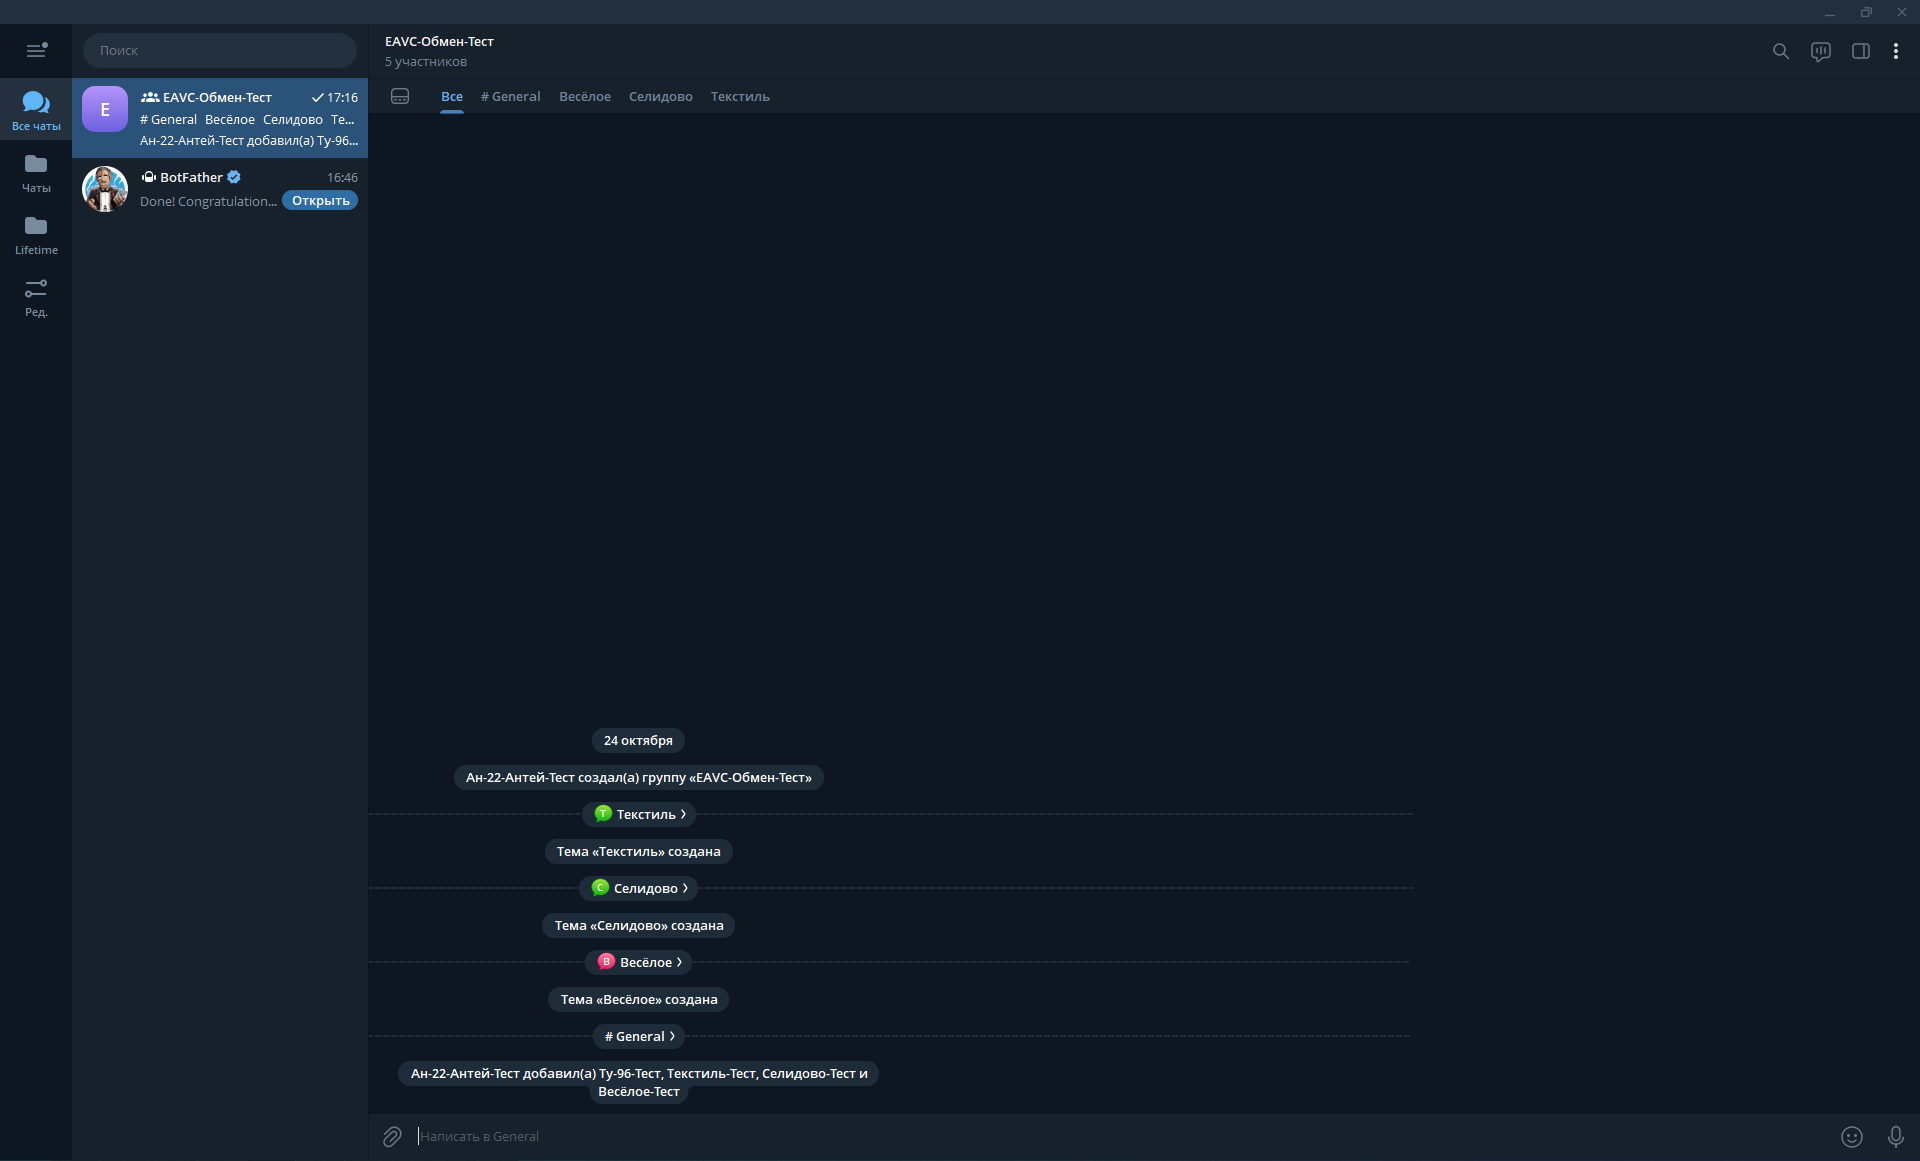 Поиск
Все чаты
Чаты
Lifetime
Ред.
E
EAVC-Обмен-Тест
17:16
# General Весёлое Селидово Те...
Ан-22-Антей-Тест добавил(а) Ту-96...
BotFather
16:46
Done! Congratulation...
Открыть
EAVC-Обмен-Тест
5 участников
Все
# General
Весёлое
Селидово
Текстиль
24 октября
Ан-22-Антей-Тест создал(а) группу «EAVC-Обмен-Тест»
Т Текстиль
Тема «Текстиль» создана
С Селидово
Тема «Селидово» создана
В Весёлое
Тема «Весёлое» создана
# General
Ан-22-Антей-Тест добавил(а) Ту-96-Тест, Текстиль-Тест, Селидово-Тест и
Весёлое-Тест
Написать в General